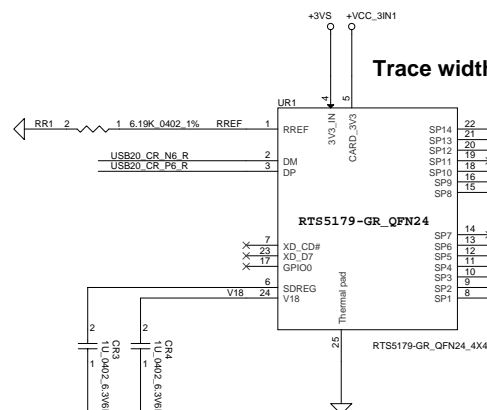 +3VS +VCC_3IN1
Trace width
UR1
4 5
RR1 2 1 6.19K_0402_1% RREF 1 RREF
3V3_IN
CARD_3V3
SP14 22
SP13 21
SP12 20
SP11 19
SP10 18
SP9 16
SP8 15
USB20_CR_N6_R 2 DM
USB20_CR_P6_R 3 DP
RTS5179-GR_QFN24
7 XD_CD#
23 XD_D7
17 GPIO0
SP7 14
SP6 13
SP5 12
SP4 11
SP3 10
SP2 9
SP1 8
6 SDREG
V18 24 V18
Thermal pad
25
RTS5179-GR_QFN24_4X4
2 CR3 1
1U_0402_6.3V6
2 CR4 1
1U_0402_6.3V6